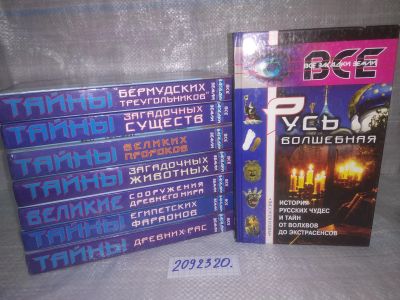 ТАЙНЫ БЕРМУДСКИХ ТРЕУГОЛЬНИКОВ
ТАЙНЫ ЗАГАДОЧНЫХ СУЩЕСТВ
ТАЙНЫ ВЕЛИКИХ ПРОРОКОВ
ТАЙНЫ ЗАГАДОЧНЫХ ЖИВОТНЫХ
ВЕЛИКИЕ СООРУЖЕНИЯ ДРЕВНЕГО МИРА
ТАЙНЫ ЕГИПЕТСКИХ ФАРАОНОВ
ТАЙНЫ ДРЕВНИХ РАС
2092320.
ВСЕ
ВСЕ ЗАГАДКИ ЗЕМЛИ
РУСЬ
ВОЛШЕБНАЯ
ИСТОРИЯ
РУССКИХ ЧУДЕС
И ТАЙН
ОТ ВОЛХВОВ
ДО ЭКСТРАСЕНСОВ